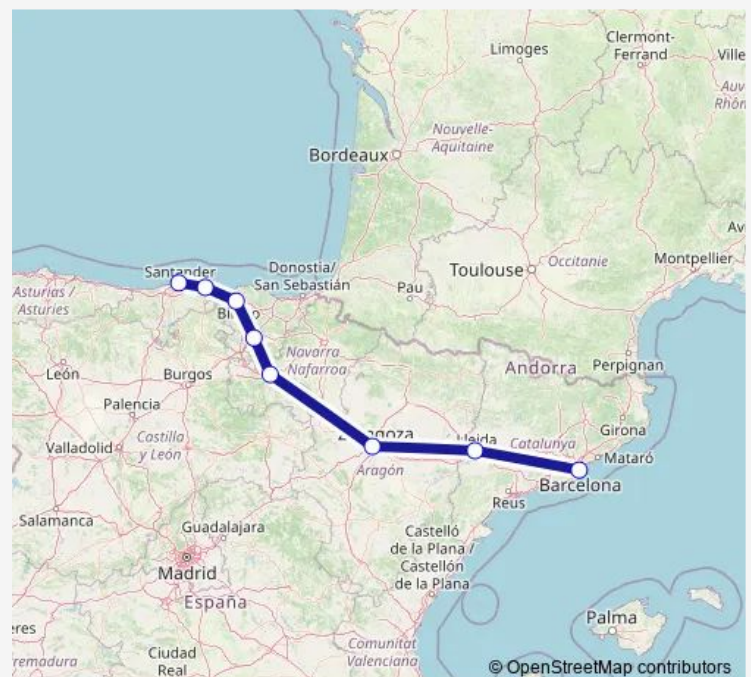 Limoges
Clermont-
Ferrand
Ville
Auv
Rhôn
Nouvelle-
Aquitaine
Bordeaux
Av
Santander
Donostia/
San Sebastián
Toulouse
Occitanie
Montpellier
Asturias /
Asturies
Pau
Navarra
Nafarroa
Andorra
Perpignan
León
Burgos
Palencia
Girona
Castilla
y León
Valladolid
Catalunya
Mataró
Aragón
Barcelona
Reus
Salamanca
Guadalajara
Castelló
de la Plana /
Castellón
de la Plana
Madrid
España
Palma
Comunitat
Valenciana
Ciudad
Real
© OpenStreetMap contributors